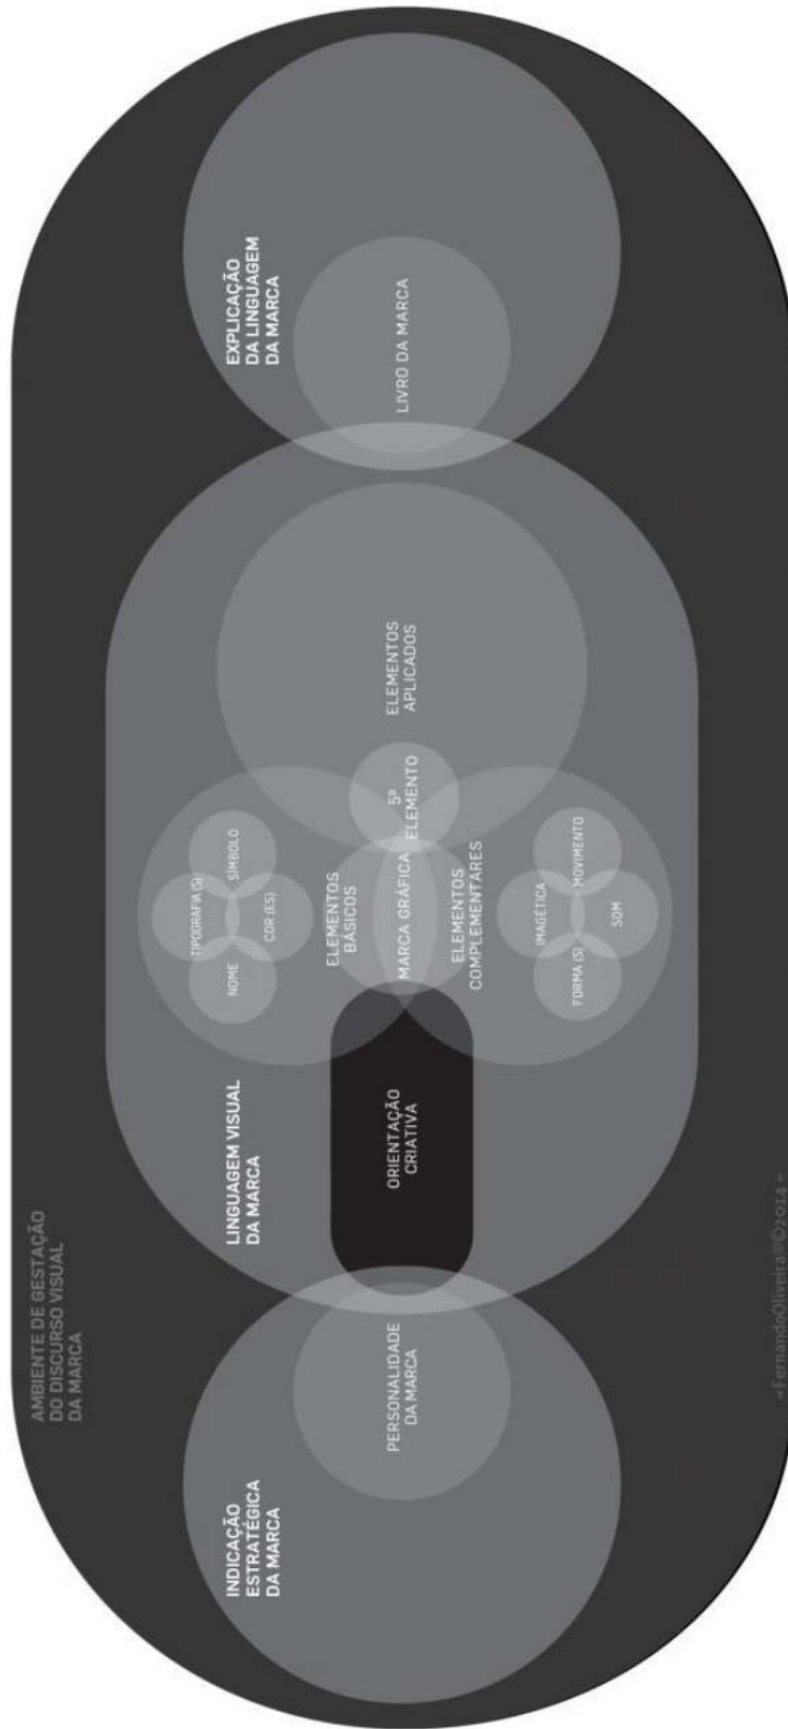 AMBIENTE DE GESTAÇÃO
DO DISCURSO VISUAL
DA MARCA
INDICAÇÃO
ESTRATÉGICA
DA MARCA
PERSONALIDADE
DA MARCA
LINGUAGEM VISUAL
DA MARCA
ORIENTAÇÃO
CRIATIVA
NOME
TIPOGRAFIA (S)
COR (ES)
SÍMBOLO
ELEMENTOS
BÁSICOS
MARCA GRÁFICA
5º
ELEMENTO
ELEMENTOS
COMPLEMENTARES
FORMA (S)
IMAGÉTICA
SOM
MOVIMENTO
ELEMENTOS
APLICADOS
EXPLICAÇÃO
DA LINGUAGEM
DA MARCA
LIVRO DA MARCA
=FernandoOliveira®©2014=